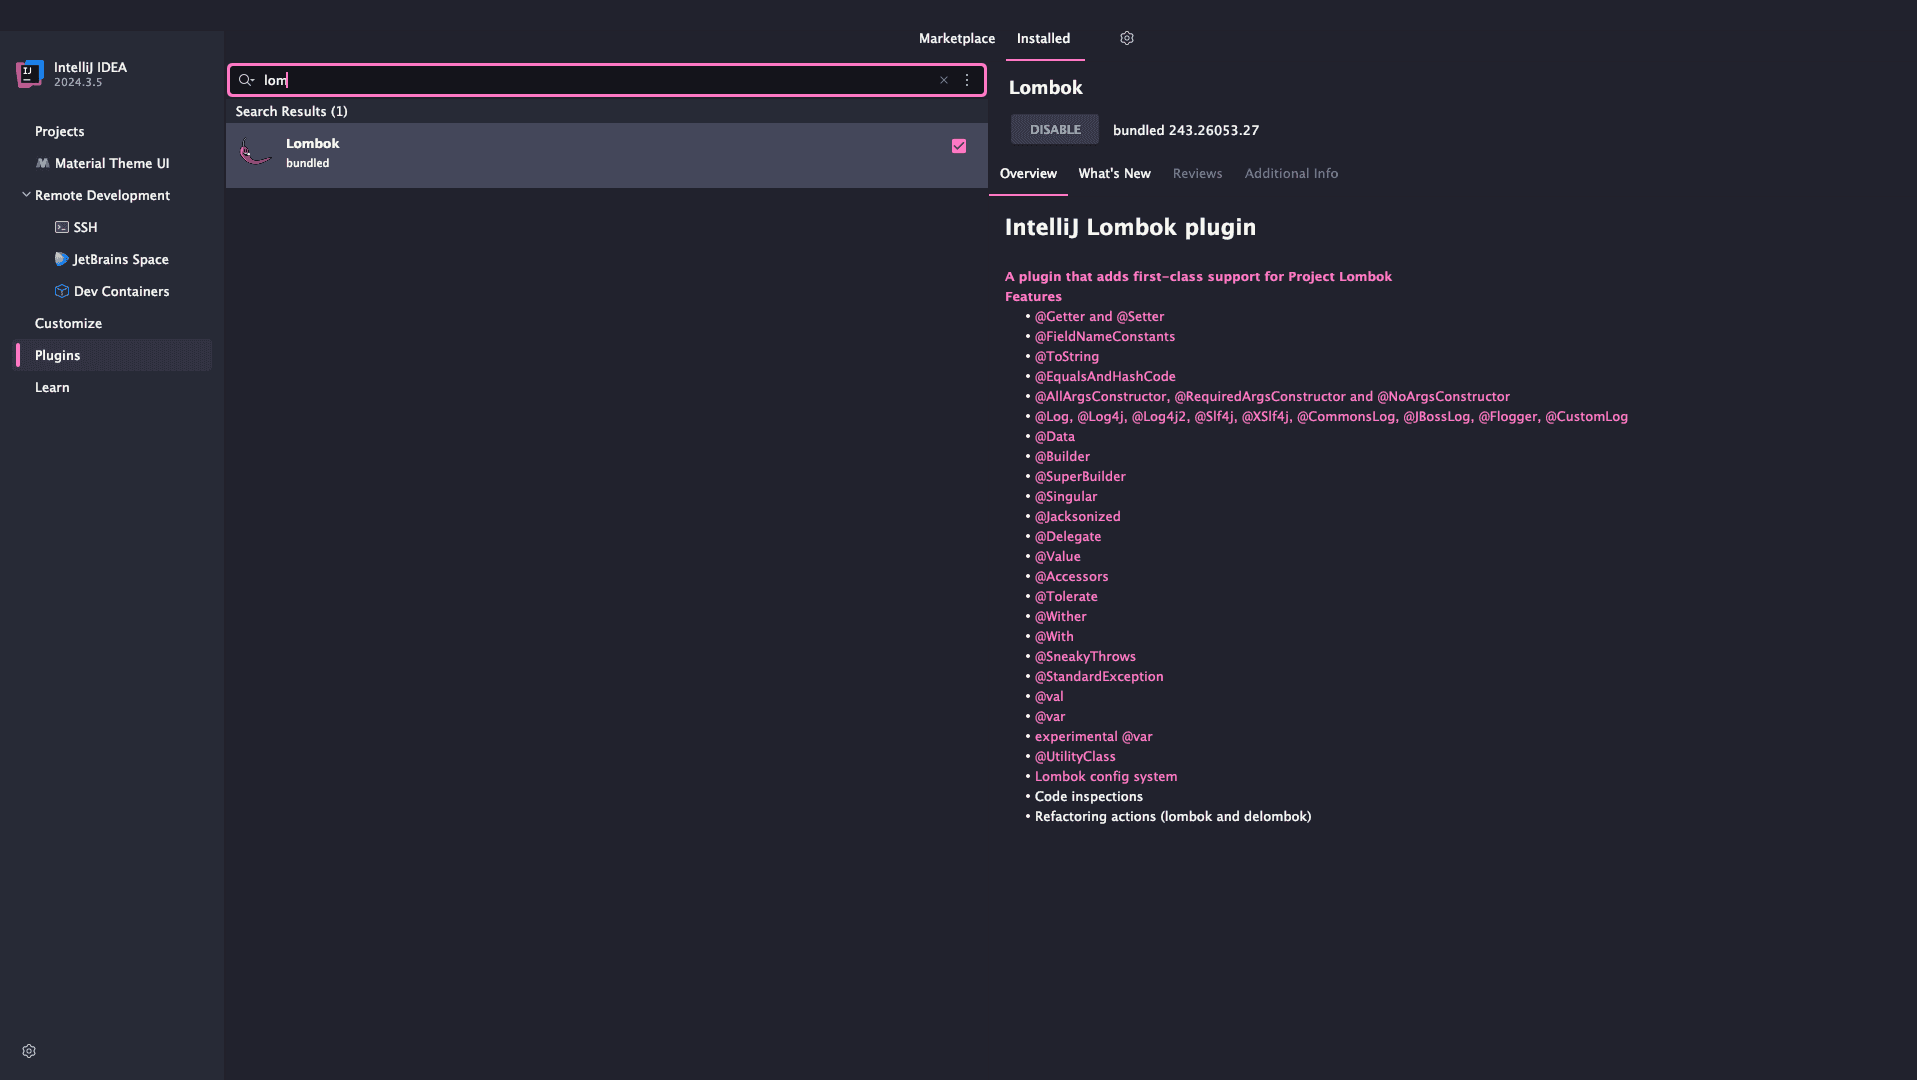 Marketplace Installed
IntelliJ IDEA
2024.3.5
Projects
Material Theme UI
Remote Development
SSH
JetBrains Space
Dev Containers
Customize
Plugins
Learn
lom
Search Results (1)
Lombok
bundled
Lombok
DISABLE bundled 243.26053.27
Overview What's New Reviews Additional Info
IntelliJ Lombok plugin
A plugin that adds first-class support for Project Lombok
Features
• @Getter and @Setter
• @FieldNameConstants
• @ToString
• @EqualsAndHashCode
• @AllArgsConstructor, @RequiredArgsConstructor and @NoArgsConstructor
• @Log, @Log4j, @Log4j2, @Slf4j, @XSlf4j, @CommonsLog, @JBossLog, @Flogger, @CustomLog
• @Data
• @Builder
• @SuperBuilder
• @Singular
• @Jacksonized
• @Delegate
• @Value
• @Accessors
• @Tolerate
• @Wither
• @With
• @SneakyThrows
• @StandardException
• @val
• @var
• experimental @var
• @UtilityClass
• Lombok config system
• Code inspections
• Refactoring actions (lombok and delombok)